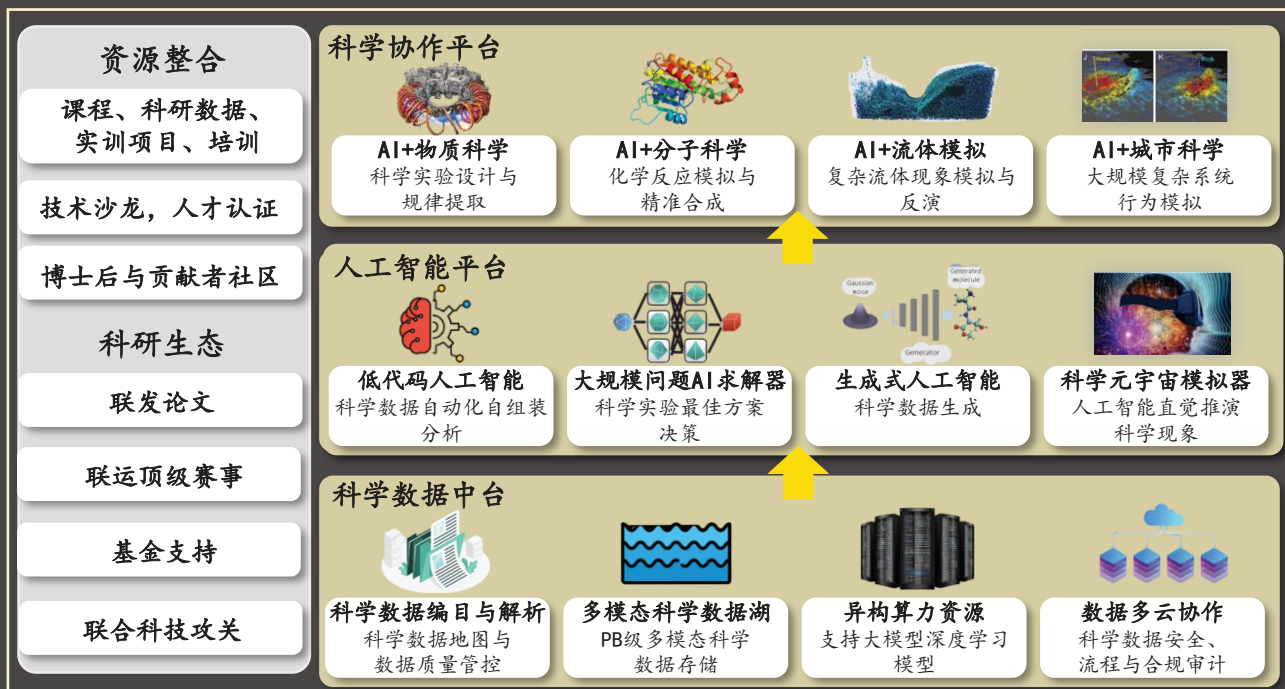 资源整合
课程、科研数据、
实训项目、培训
技术沙龙，人才认证
博士后与贡献者社区
科研生态
联发论文
联运顶级赛事
基金支持
联合科技攻关
科学协作平台
J
K
AI+物质科学
科学实验设计与
规律提取
AI+分子科学
化学反应模拟与
精准合成
AI+流体模拟
复杂流体现象模拟与
反演
AI+城市科学
大规模复杂系统
行为模拟
人工智能平台
Gaussian
noise
Generated
molecule
Generator
低代码人工智能
科学数据自动化自组装
分析
大规模问题AI求解器
科学实验最佳方案
决策
生成式人工智能
科学数据生成
科学元宇宙模拟器
人工智能直觉推演
科学现象
科学数据中台
科学数据编目与解析
科学数据地图与
数据质量管控
多模态科学数据湖
PB级多模态科学
数据存储
异构算力资源
支持大模型深度学习
模型
数据多云协作
科学数据安全、
流程与合规审计